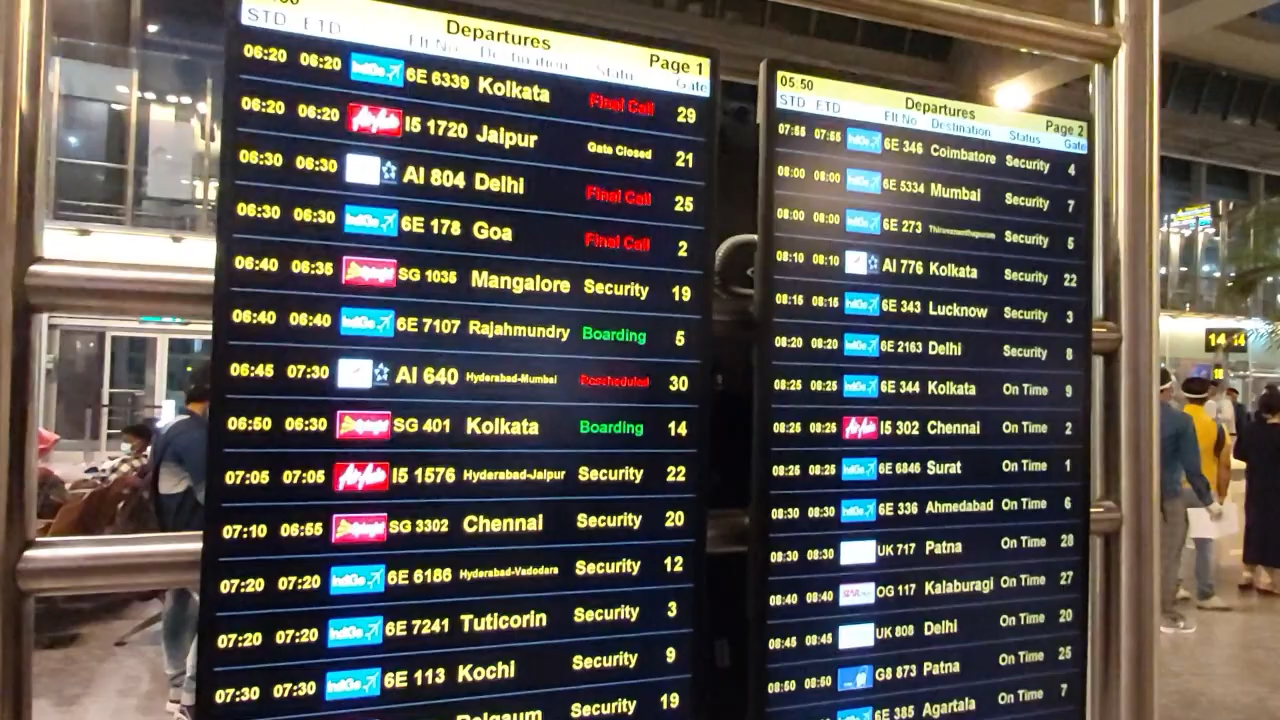 Departures
Page 1
STD ETD Flt No Destination Status Gate
06:20 06:20 IndiGo 6E 6339 Kolkata Final Call 29
06:20 06:20 AirAsia I5 1720 Jaipur Gate Closed 21
06:30 06:30 AI 804 Delhi Final Call 25
06:30 06:30 IndiGo 6E 178 Goa Final Call 2
06:40 06:35 SG 1035 Mangalore Security 19
06:40 06:40 IndiGo 6E 7107 Rajahmundry Boarding 5
06:45 07:30 AI 640 Hyderabad-Mumbai Rescheduled 30
06:50 06:30 SG 401 Kolkata Boarding 14
07:05 07:05 AirAsia I5 1576 Hyderabad-Jaipur Security 22
07:10 06:55 SG 3302 Chennai Security 20
07:20 07:20 IndiGo 6E 6186 Hyderabad-Vadodara Security 12
07:20 07:20 IndiGo 6E 7241 Tuticorin Security 3
07:30 07:30 IndiGo 6E 113 Kochi Security 9
Belgaum Security 19
05:50 Departures Page 2
STD ETD Flt No Destination Status Gate
07:55 07:55 IndiGo 6E 346 Coimbatore Security 4
08:00 08:00 IndiGo 6E 5334 Mumbai Security 7
08:00 08:00 IndiGo 6E 273 Thiruvananthapuram Security 5
08:10 08:10 AI 776 Kolkata Security 22
08:15 08:15 IndiGo 6E 343 Lucknow Security 3
08:20 08:20 IndiGo 6E 2163 Delhi Security 8
08:25 08:25 IndiGo 6E 344 Kolkata On Time 9
08:25 08:25 AirAsia I5 302 Chennai On Time 2
08:25 08:25 IndiGo 6E 6846 Surat On Time 1
08:30 08:30 IndiGo 6E 336 Ahmedabad On Time 6
08:30 08:30 UK 717 Patna On Time 28
08:40 08:40 OG 117 Kalaburagi On Time 27
08:45 08:45 UK 808 Delhi On Time 20
08:50 08:50 G8 873 Patna On Time 25
IndiGo 6E 385 Agartala On Time 7
14 14